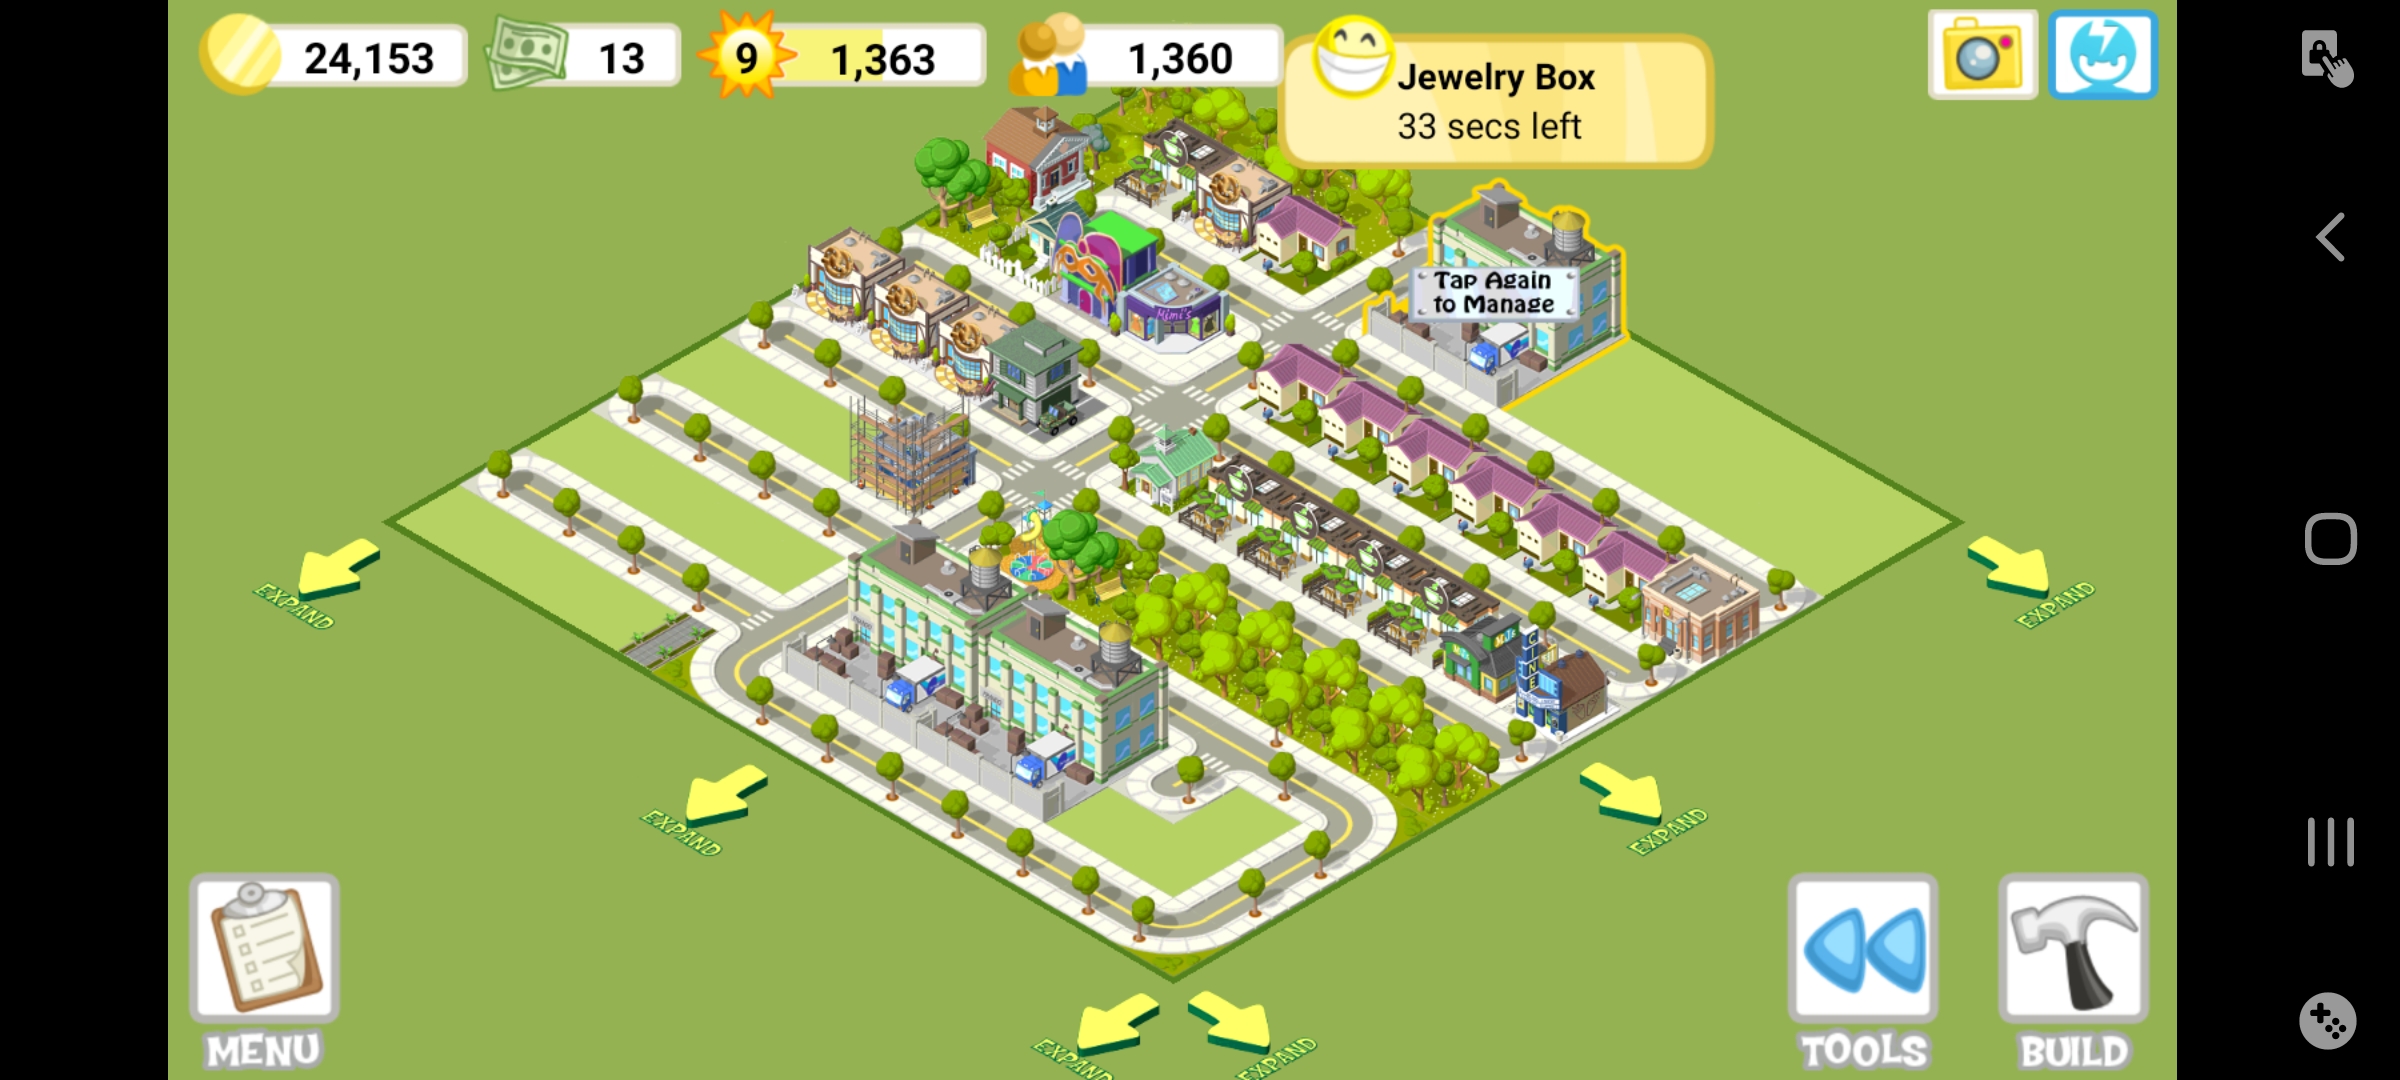 24,153
13
9
1,363
1,360
Jewelry Box
33 secs left
Tap Again
to Manage
Mimi's
CINE
EXPAND
EXPAND
EXPAND
EXPAND
EXPAND
EXPAND
MENU
TOOLS
BUILD